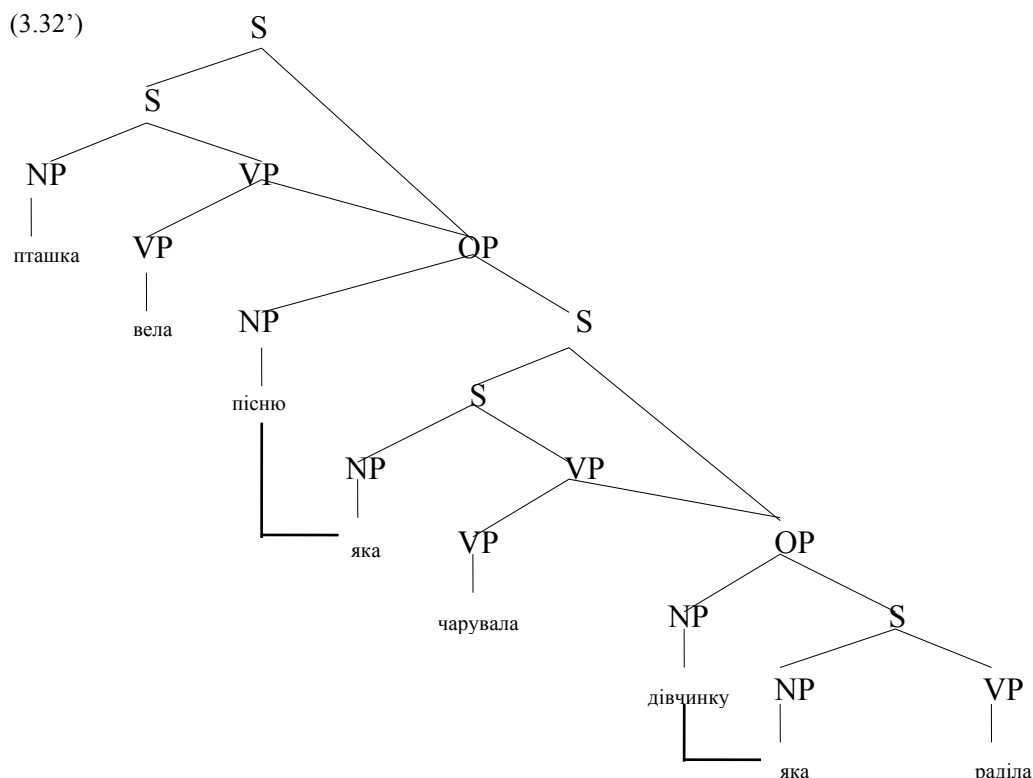 (3.32’)
S
S
NP VP
пташка VP OP
вела NP S
пісню S
NP VP
яка VP OP
чарувала NP S
дівчинку NP VP
яка раділа